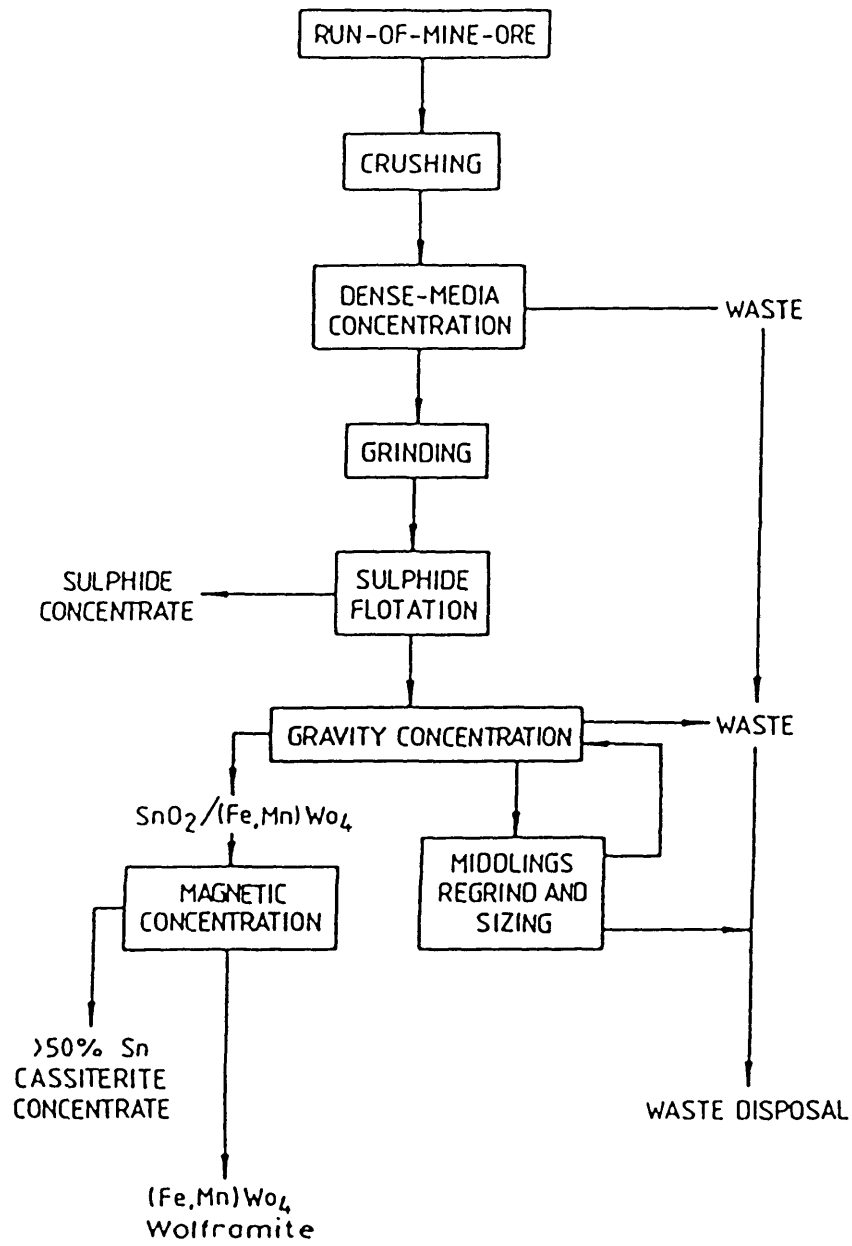 RUN-OF-MINE-ORE
CRUSHING
DENSE-MEDIA
CONCENTRATION
WASTE
GRINDING
SULPHIDE
CONCENTRATE
SULPHIDE
FLOTATION
GRAVITY CONCENTRATION
WASTE
SnO2/(Fe,Mn)Wo4
MIDDLINGS
REGRIND AND
SIZING
MAGNETIC
CONCENTRATION
>50% Sn
CASSITERITE
CONCENTRATE
WASTE DISPOSAL
(Fe,Mn)Wo4
Wolframite